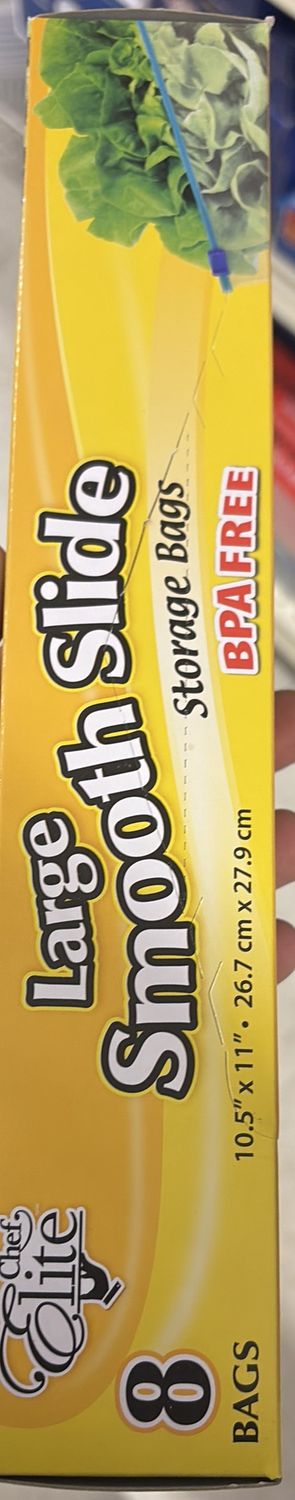 Chef
Elite
Large
Smooth Slide
Storage Bags
BPA FREE
8
BAGS
10.5" x 11" • 26.7 cm x 27.9 cm